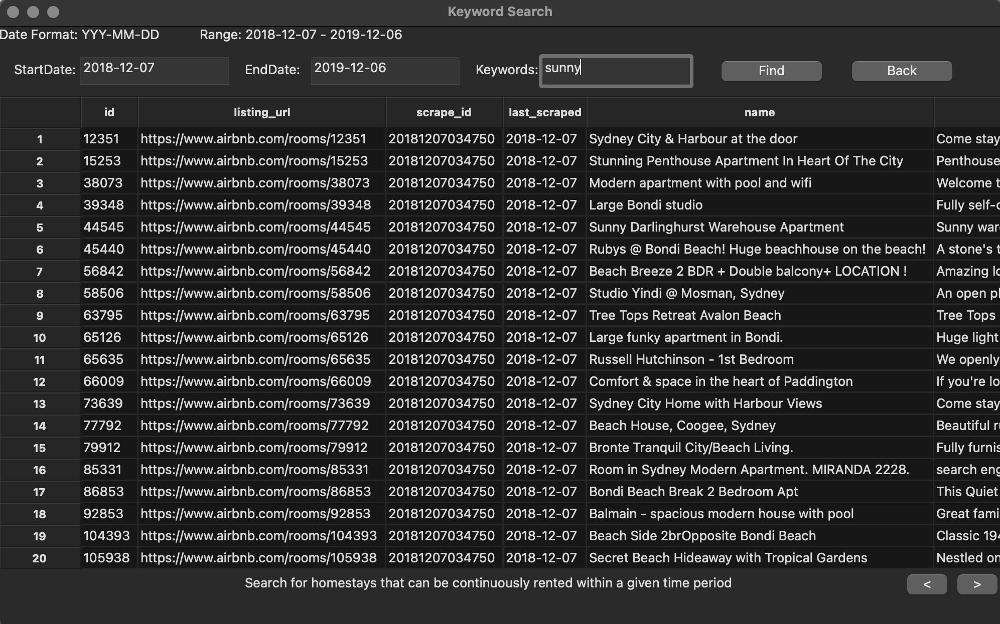 Keyword Search
Date Format: YYY-MM-DD Range: 2018-12-07 - 2019-12-06
StartDate: 2018-12-07 EndDate: 2019-12-06 Keywords: sunny Find Back
id listing_url scrape_id last_scraped name
1 12351 https://www.airbnb.com/rooms/12351 20181207034750 2018-12-07 Sydney City & Harbour at the door Come stay
2 15253 https://www.airbnb.com/rooms/15253 20181207034750 2018-12-07 Stunning Penthouse Apartment In Heart Of The City Penthouse
3 38073 https://www.airbnb.com/rooms/38073 20181207034750 2018-12-07 Modern apartment with pool and wifi Welcome t
4 39348 https://www.airbnb.com/rooms/39348 20181207034750 2018-12-07 Large Bondi studio Fully self-c
5 44545 https://www.airbnb.com/rooms/44545 20181207034750 2018-12-07 Sunny Darlinghurst Warehouse Apartment Sunny war
6 45440 https://www.airbnb.com/rooms/45440 20181207034750 2018-12-07 Rubys @ Bondi Beach! Huge beachhouse on the beach! A stone's t
7 56842 https://www.airbnb.com/rooms/56842 20181207034750 2018-12-07 Beach Breeze 2 BDR + Double balcony+ LOCATION ! Amazing lo
8 58506 https://www.airbnb.com/rooms/58506 20181207034750 2018-12-07 Studio Yindi @ Mosman, Sydney An open pl
9 63795 https://www.airbnb.com/rooms/63795 20181207034750 2018-12-07 Tree Tops Retreat Avalon Beach Tree Tops
10 65126 https://www.airbnb.com/rooms/65126 20181207034750 2018-12-07 Large funky apartment in Bondi. Huge light
11 65635 https://www.airbnb.com/rooms/65635 20181207034750 2018-12-07 Russell Hutchinson - 1st Bedroom We openly
12 66009 https://www.airbnb.com/rooms/66009 20181207034750 2018-12-07 Comfort & space in the heart of Paddington If you're lo
13 73639 https://www.airbnb.com/rooms/73639 20181207034750 2018-12-07 Sydney City Home with Harbour Views Come stay
14 77792 https://www.airbnb.com/rooms/77792 20181207034750 2018-12-07 Beach House, Coogee, Sydney Beautiful ru
15 79912 https://www.airbnb.com/rooms/79912 20181207034750 2018-12-07 Bronte Tranquil City/Beach Living. Fully furnis
16 85331 https://www.airbnb.com/rooms/85331 20181207034750 2018-12-07 Room in Sydney Modern Apartment. MIRANDA 2228. search eng
17 86853 https://www.airbnb.com/rooms/86853 20181207034750 2018-12-07 Bondi Beach Break 2 Bedroom Apt This Quiet
18 92853 https://www.airbnb.com/rooms/92853 20181207034750 2018-12-07 Balmain - spacious modern house with pool Great fami
19 104393 https://www.airbnb.com/rooms/104393 20181207034750 2018-12-07 Beach Side 2brOpposite Bondi Beach Classic 194
20 105938 https://www.airbnb.com/rooms/105938 20181207034750 2018-12-07 Secret Beach Hideaway with Tropical Gardens Nestled on
Search for homestays that can be continuously rented within a given time period < >